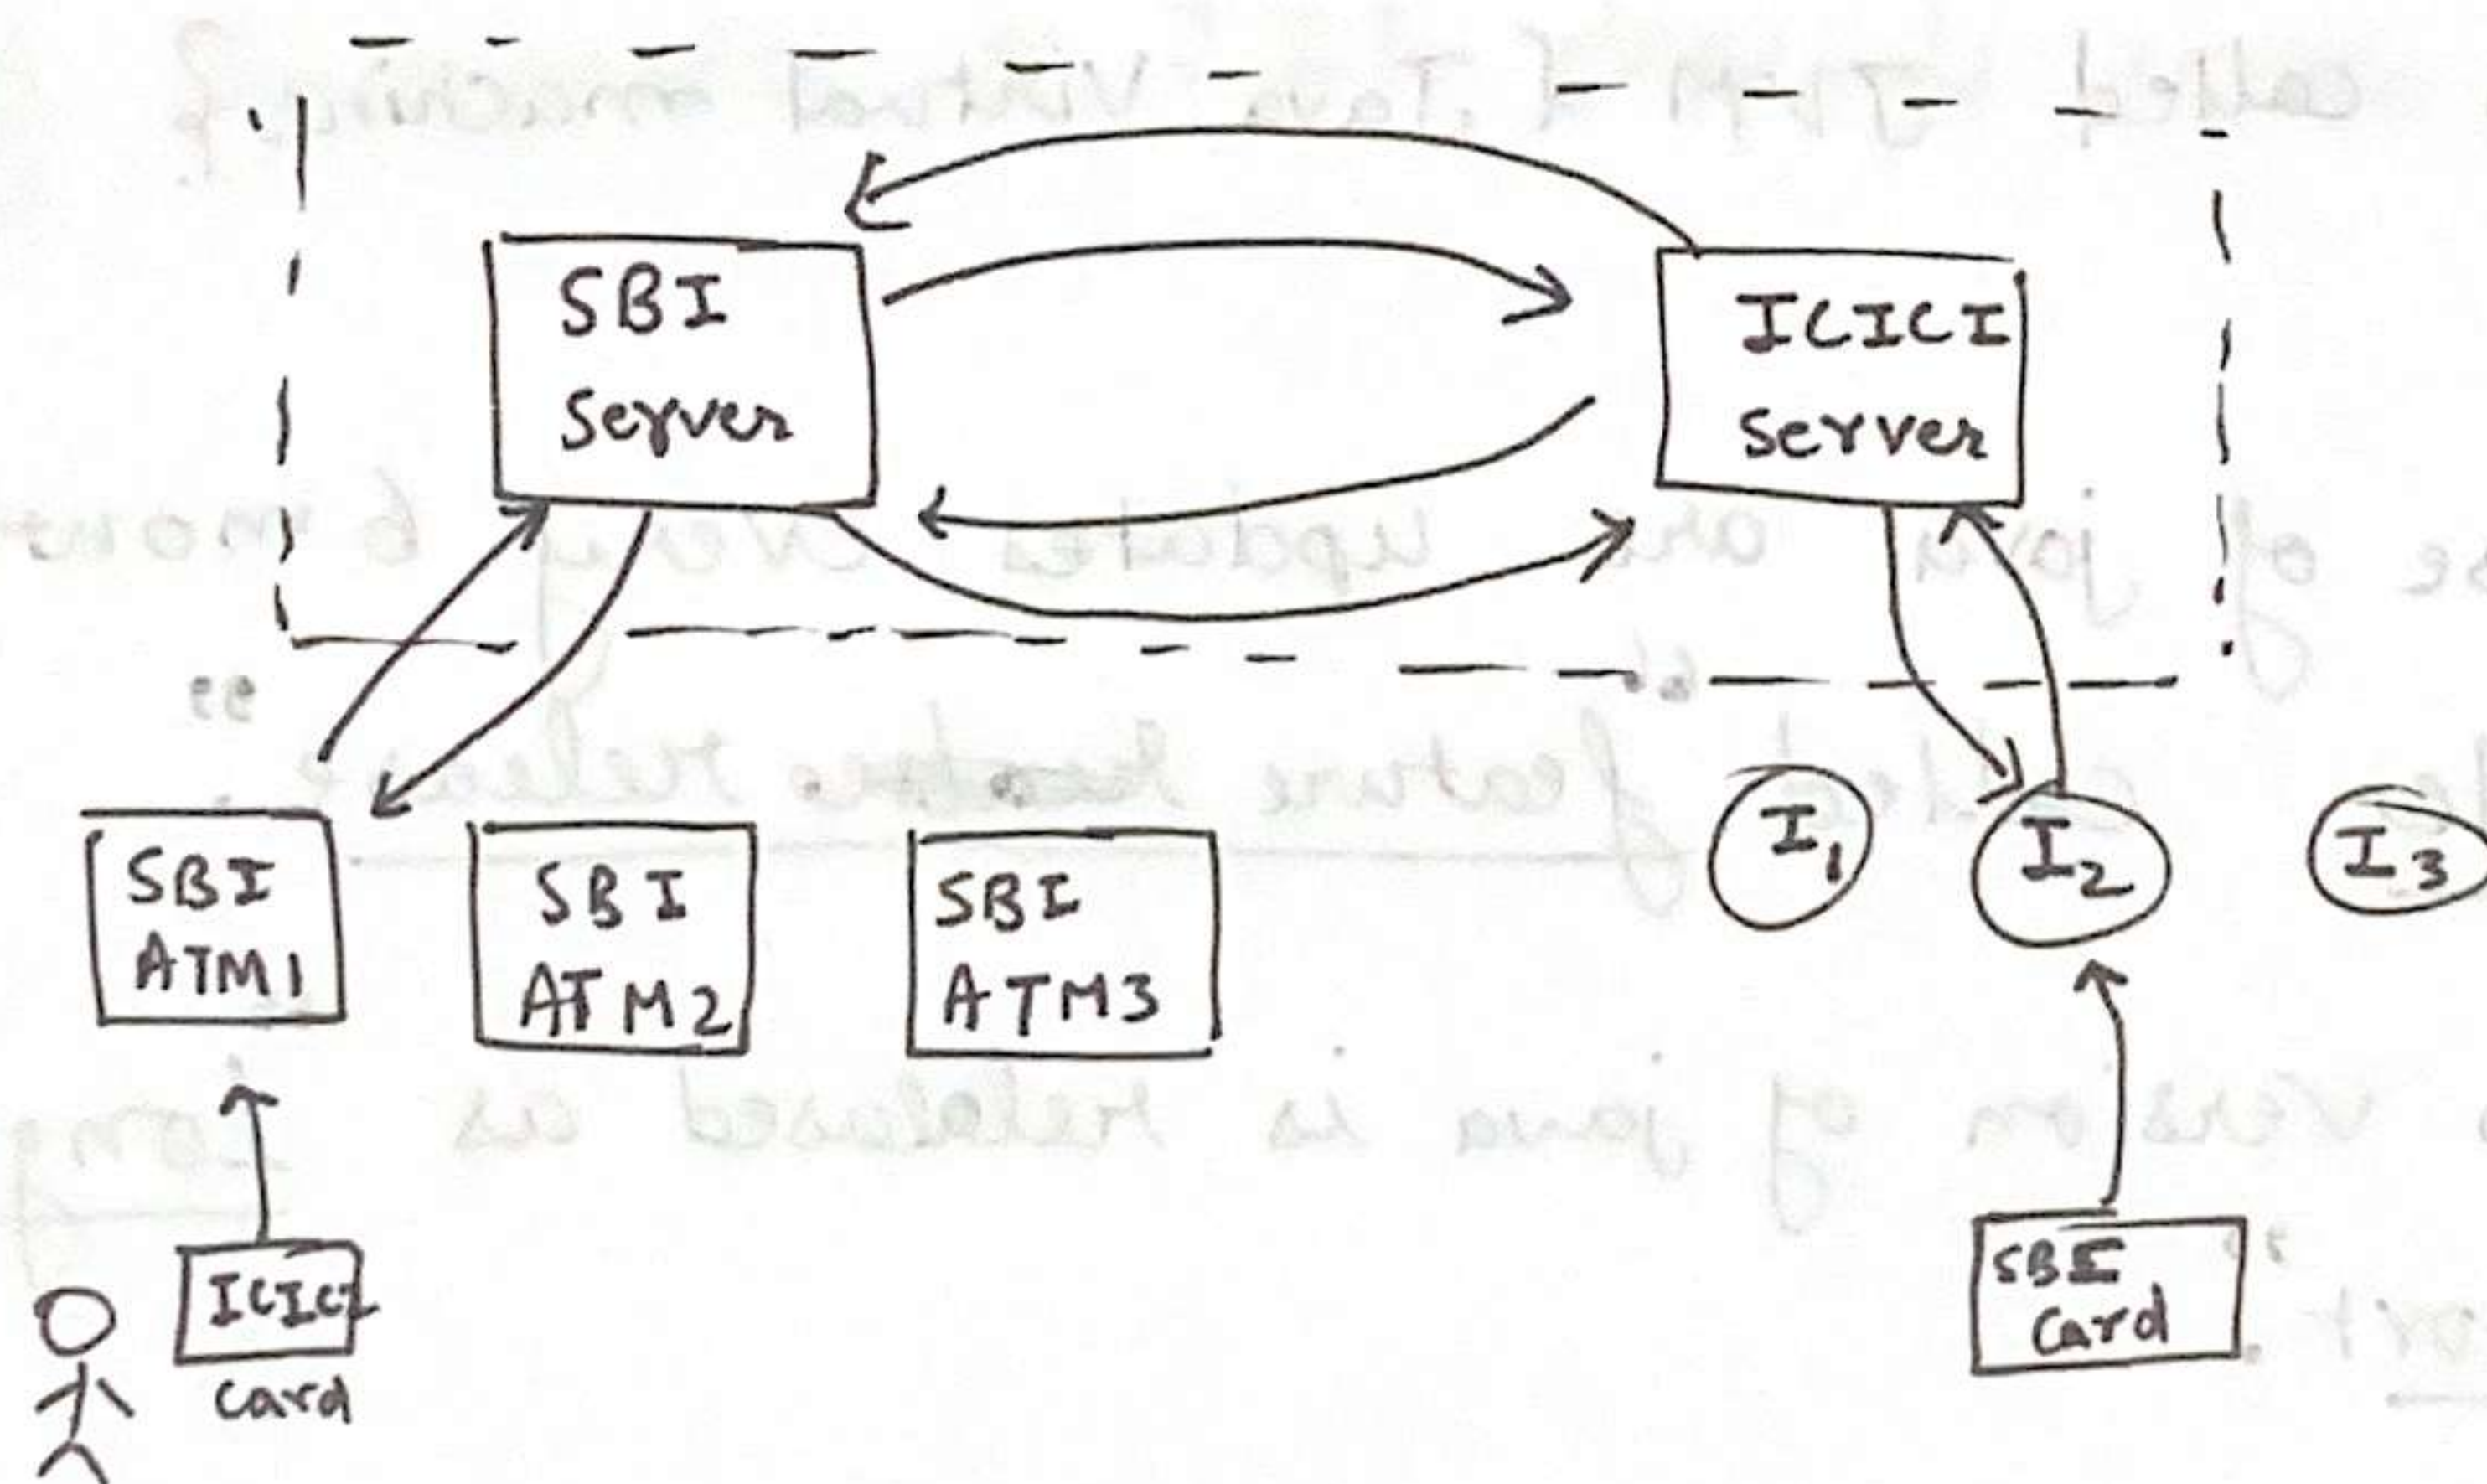 SBI
Server
ICICI
Server
SBI
ATM1
SBI
ATM2
SBI
ATM3
I1
I2
I3
ICICI
card
SBI
Card